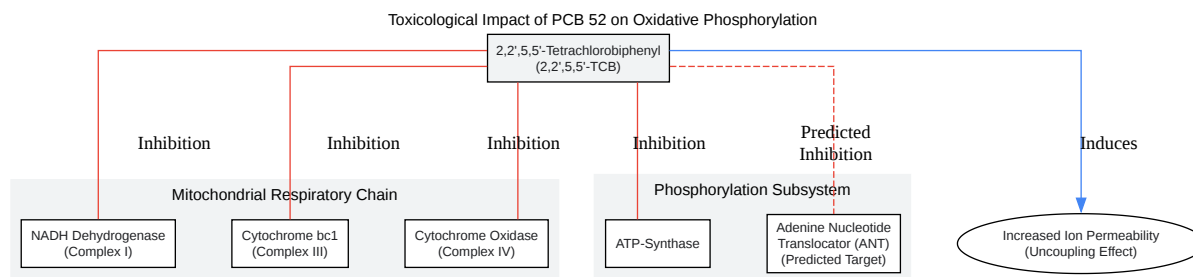 Toxicological Impact of PCB 52 on Oxidative Phosphorylation
2,2',5,5'-Tetrachlorobiphenyl
(2,2',5,5'-TCB)
Inhibition
Inhibition
Inhibition
Inhibition
Predicted
Inhibition
Induces
Mitochondrial Respiratory Chain
Phosphorylation Subsystem
NADH Dehydrogenase
(Complex I)
Cytochrome bc1
(Complex III)
Cytochrome Oxidase
(Complex IV)
ATP-Synthase
Adenine Nucleotide
Translocator (ANT)
(Predicted Target)
Increased Ion Permeability
(Uncoupling Effect)